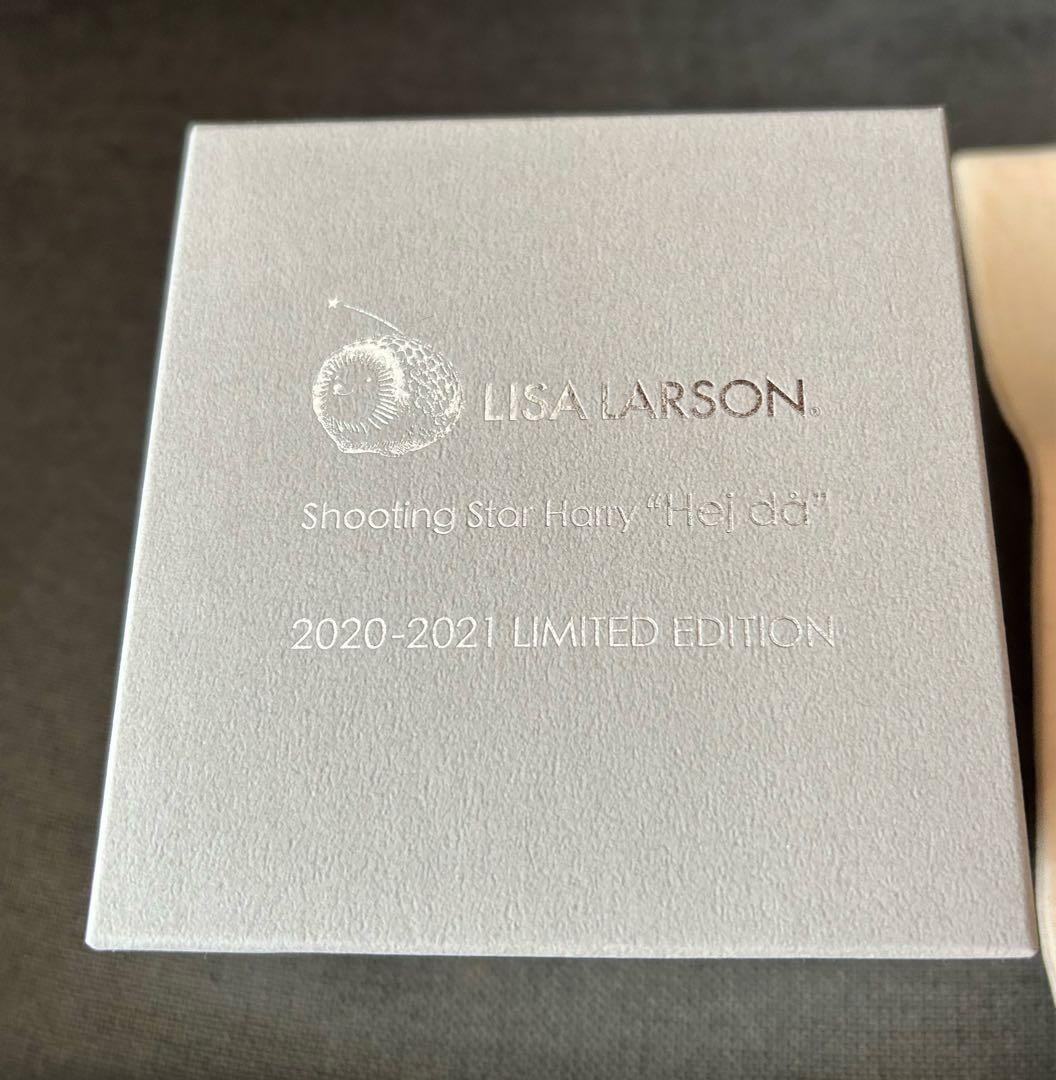 LISA LARSON®
Shooting Star Harry “Hej då”
2020-2021 LIMITED EDITION